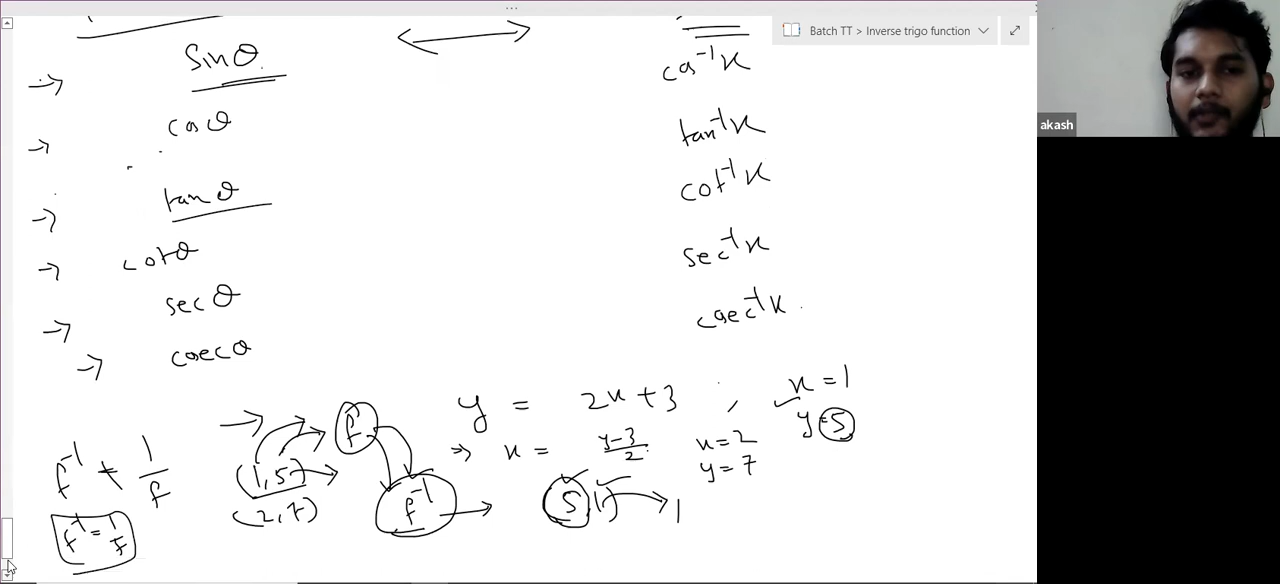 Batch TT > Inverse trigo function
akash
sinθ
cos⁻¹x
cosθ
tan⁻¹x
tanθ
cot⁻¹x
cotθ
sec⁻¹x
secθ
cosec⁻¹x
cosecθ
y = 2x+3 ; x=1
y=5
f
⇒ x = y-3/2
x=2
y=7
f⁻¹ ≠ 1/f
(1,5)
(2,7)
f⁻¹ → 5 1
f⁻¹ = 1/f